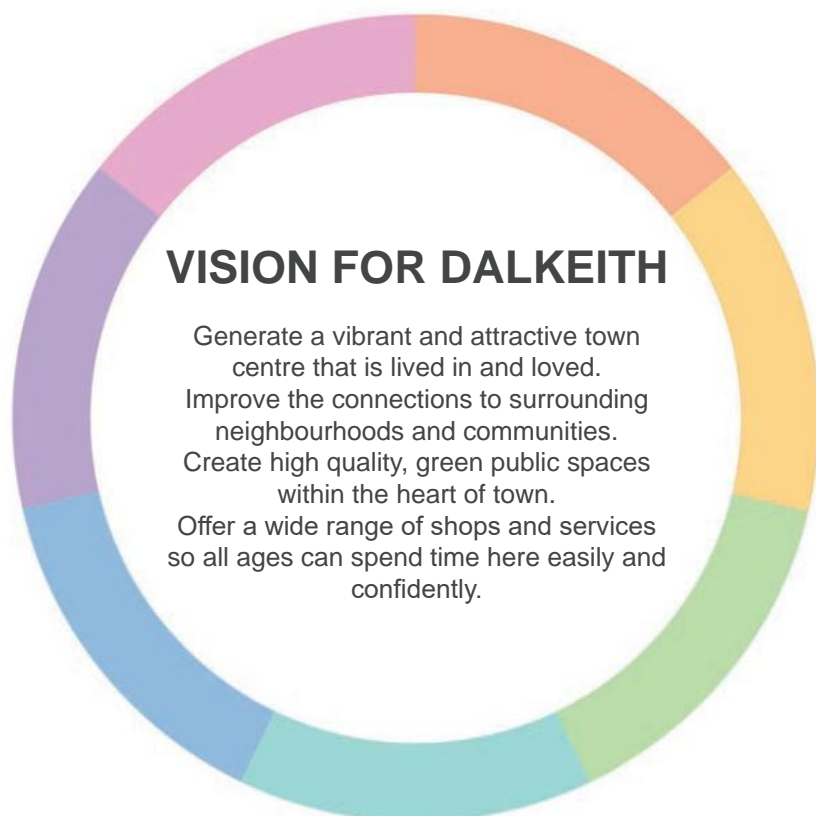 VISION FOR DALKEITH
Generate a vibrant and attractive town
centre that is lived in and loved.
Improve the connections to surrounding
neighbourhoods and communities.
Create high quality, green public spaces
within the heart of town.
Offer a wide range of shops and services
so all ages can spend time here easily and
confidently.